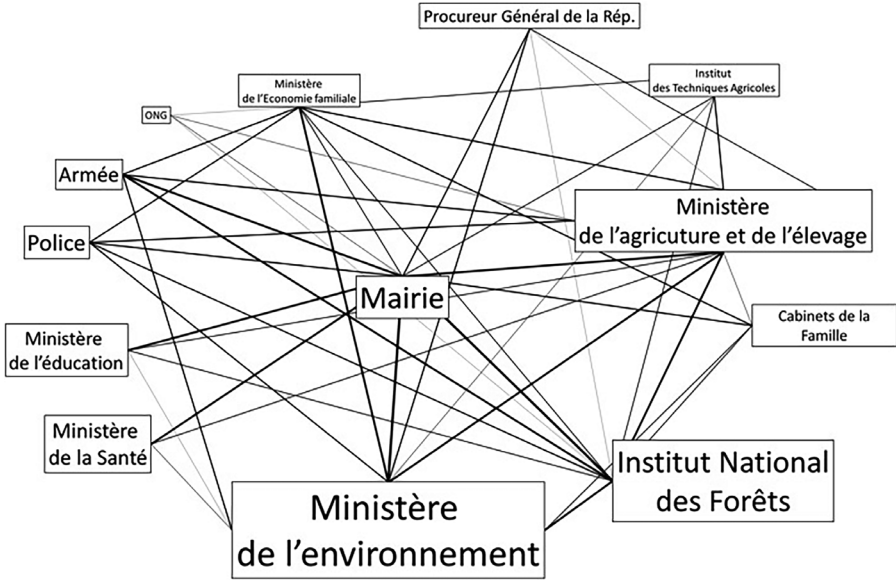 Procureur Général de la Rép.
Ministère
de l'Economie familiale
Institut
des Techniques Agricoles
ONG
Armée
Ministère
de l'agricuture et de l'élevage
Police
Mairie
Cabinets de la
Famille
Ministère
de l'éducation
Ministère
de la Santé
Institut National
des Forêts
Ministère
de l'environnement